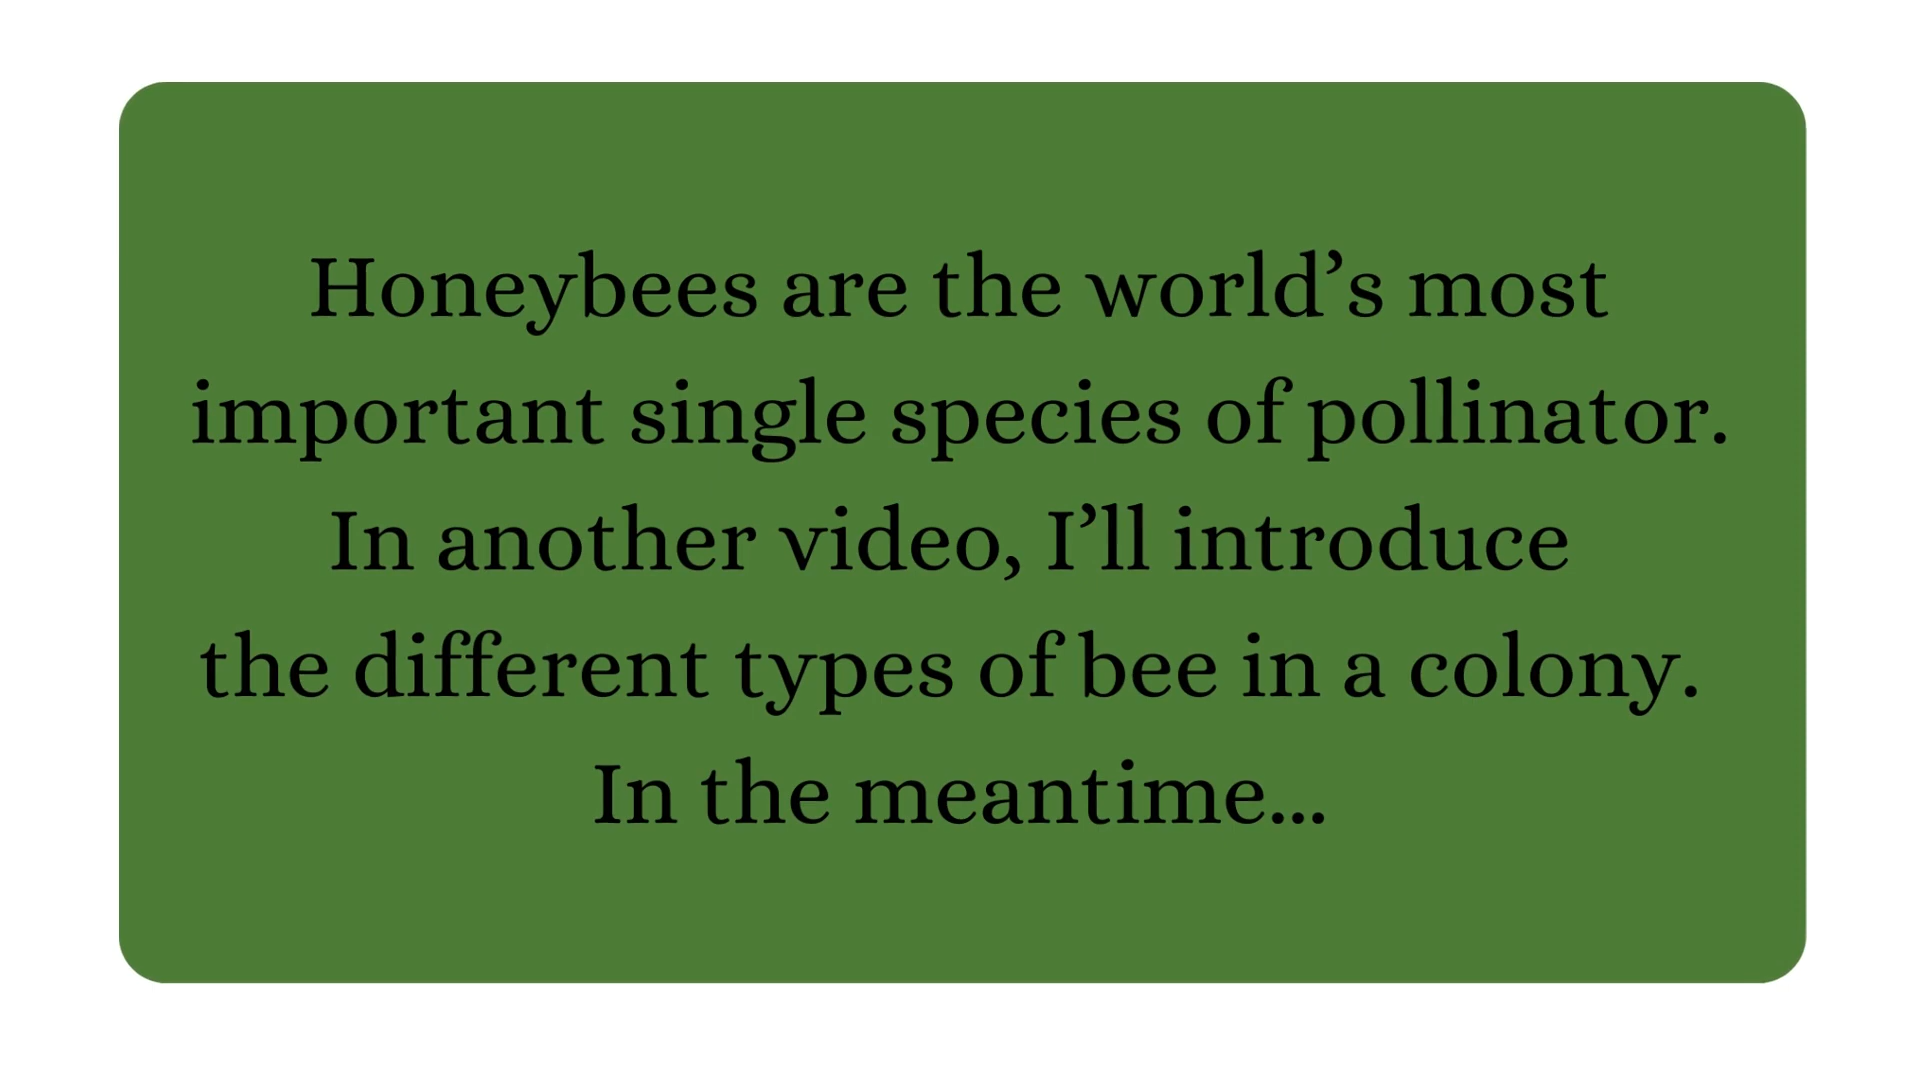 Honeybees are the world’s most
important single species of pollinator.
In another video, I’ll introduce
the different types of bee in a colony.
In the meantime...